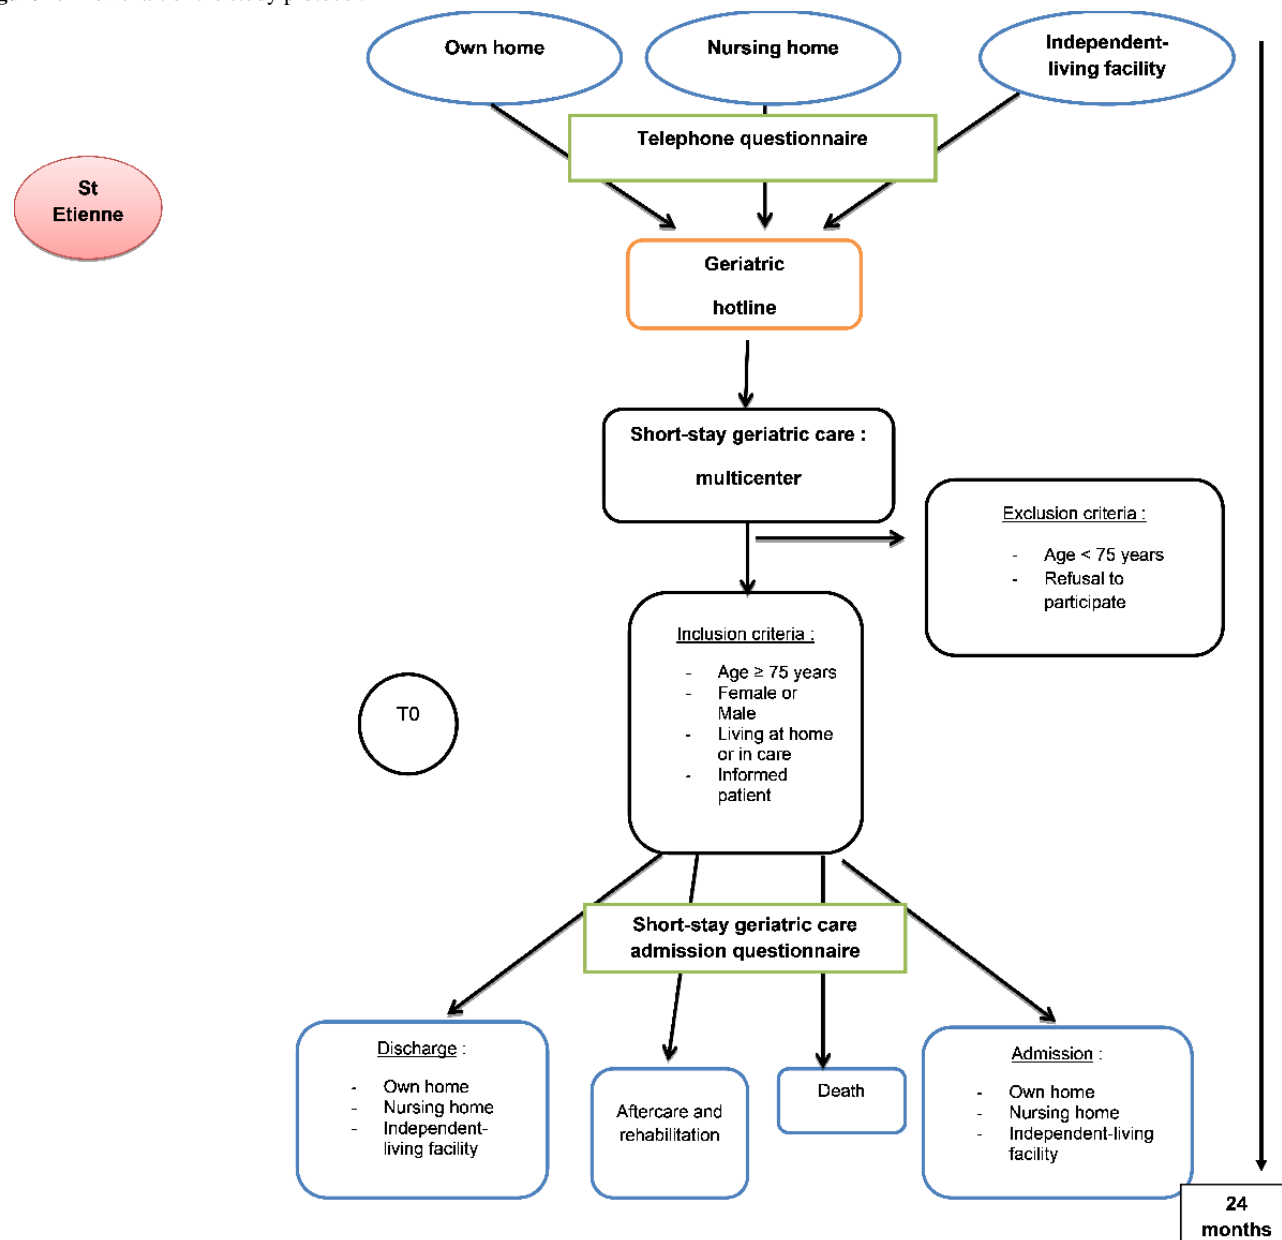 Own home
Nursing home
Independent-
living facility
Telephone questionnaire
St
Etienne
Geriatric
hotline
Short-stay geriatric care :
multicenter
Exclusion criteria :
- Age < 75 years
- Refusal to
participate
Inclusion criteria :
- Age ≥ 75 years
- Female or
Male
- Living at home
or in care
- Informed
patient
T0
Short-stay geriatric care
admission questionnaire
Discharge :
- Own home
- Nursing home
- Independent-
living facility
Aftercare and
rehabilitation
Death
Admission :
- Own home
- Nursing home
- Independent-living
facility
24
months